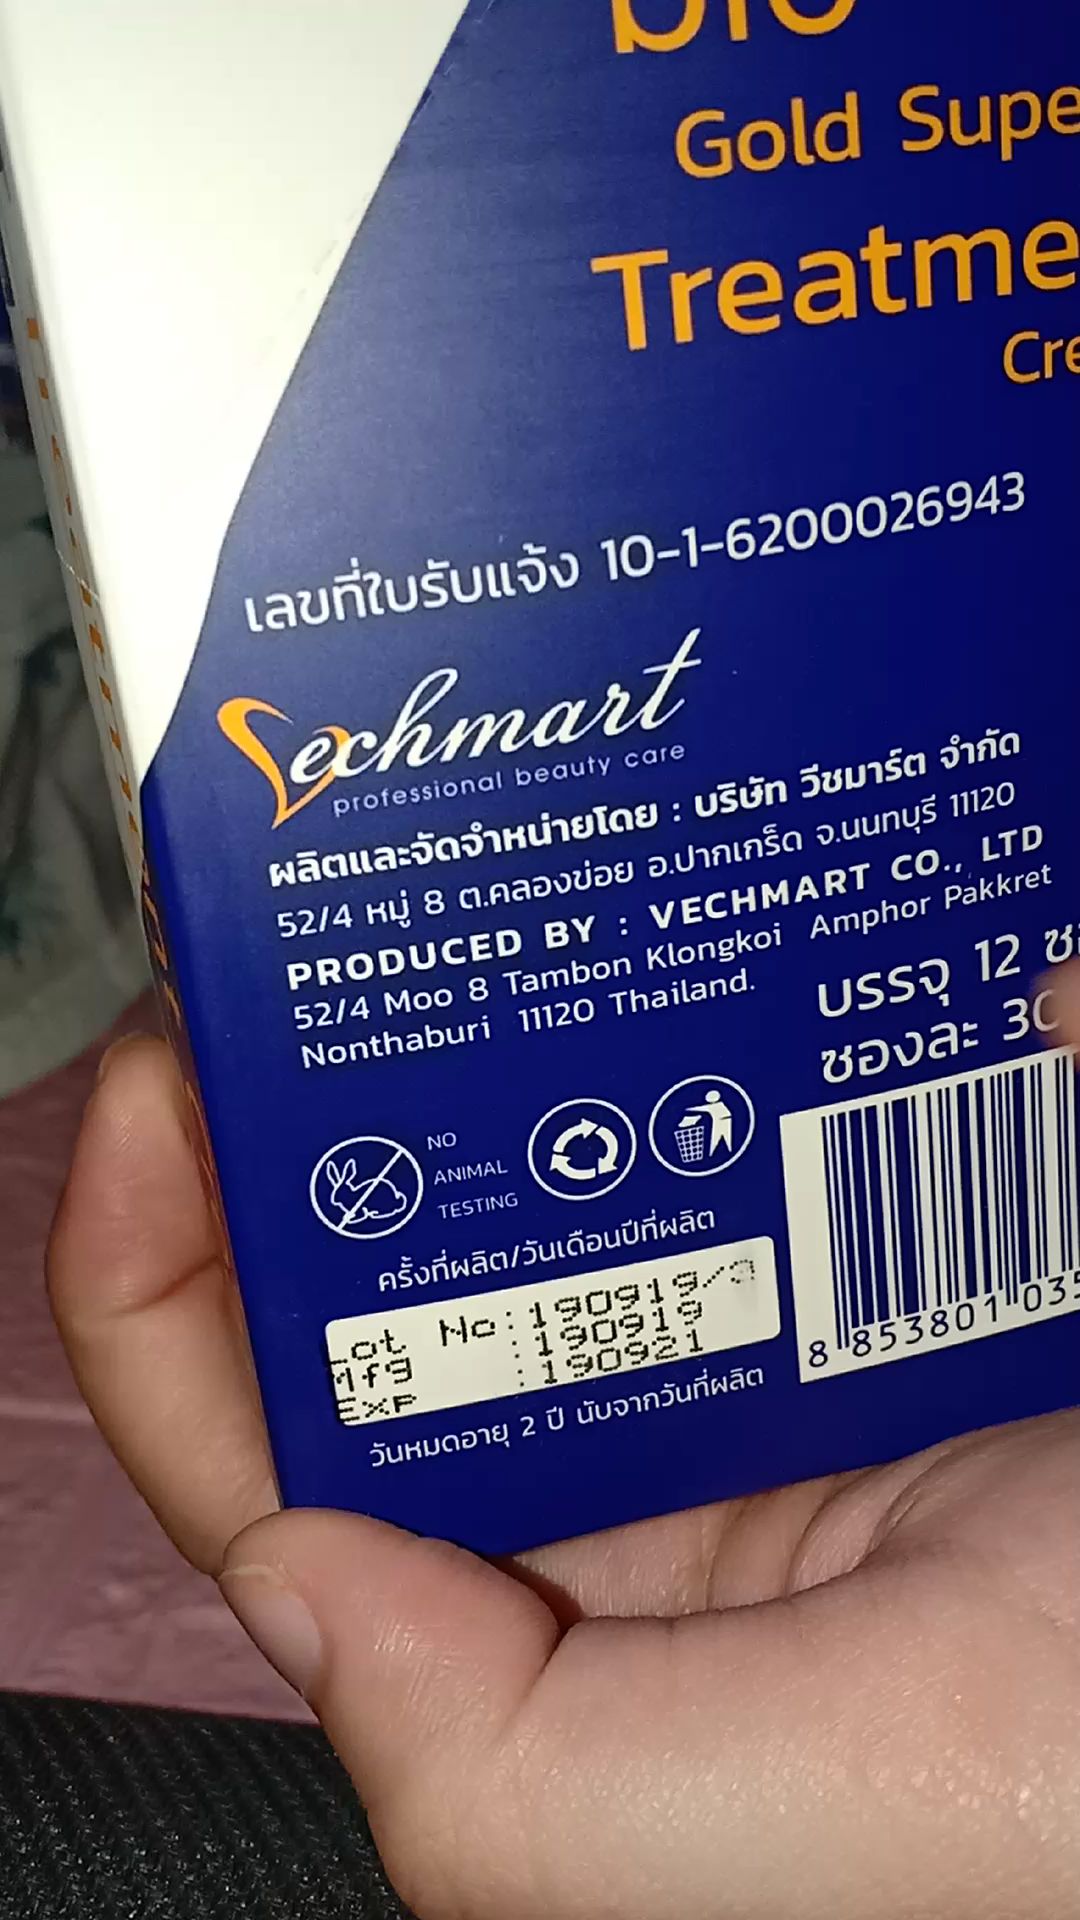 bio
Gold Supe
Treatme
Cre
เลขที่ใบรับแจ้ง 10-1-6200026943
Vechmart
professional beauty care
ผลิตและจัดจำหน่ายโดย : บริษัท วีชมาร์ต จำกัด
52/4 หมู่ 8 ต.คลองข่อย อ.ปากเกร็ด จ.นนทบุรี 11120
PRODUCED BY : VECHMART CO., LTD
52/4 Moo 8 Tambon Klongkoi Amphor Pakkret
Nonthaburi 11120 Thailand.
บรรจุ 12
ซองละ 30
NO
ANIMAL
TESTING
ครั้งที่ผลิต/วันเดือนปีที่ผลิต
Lot No:190919/
Mfg :190919
EXP :190921
วันหมดอายุ 2 ปี นับจากวันที่ผลิต
8 853801 035